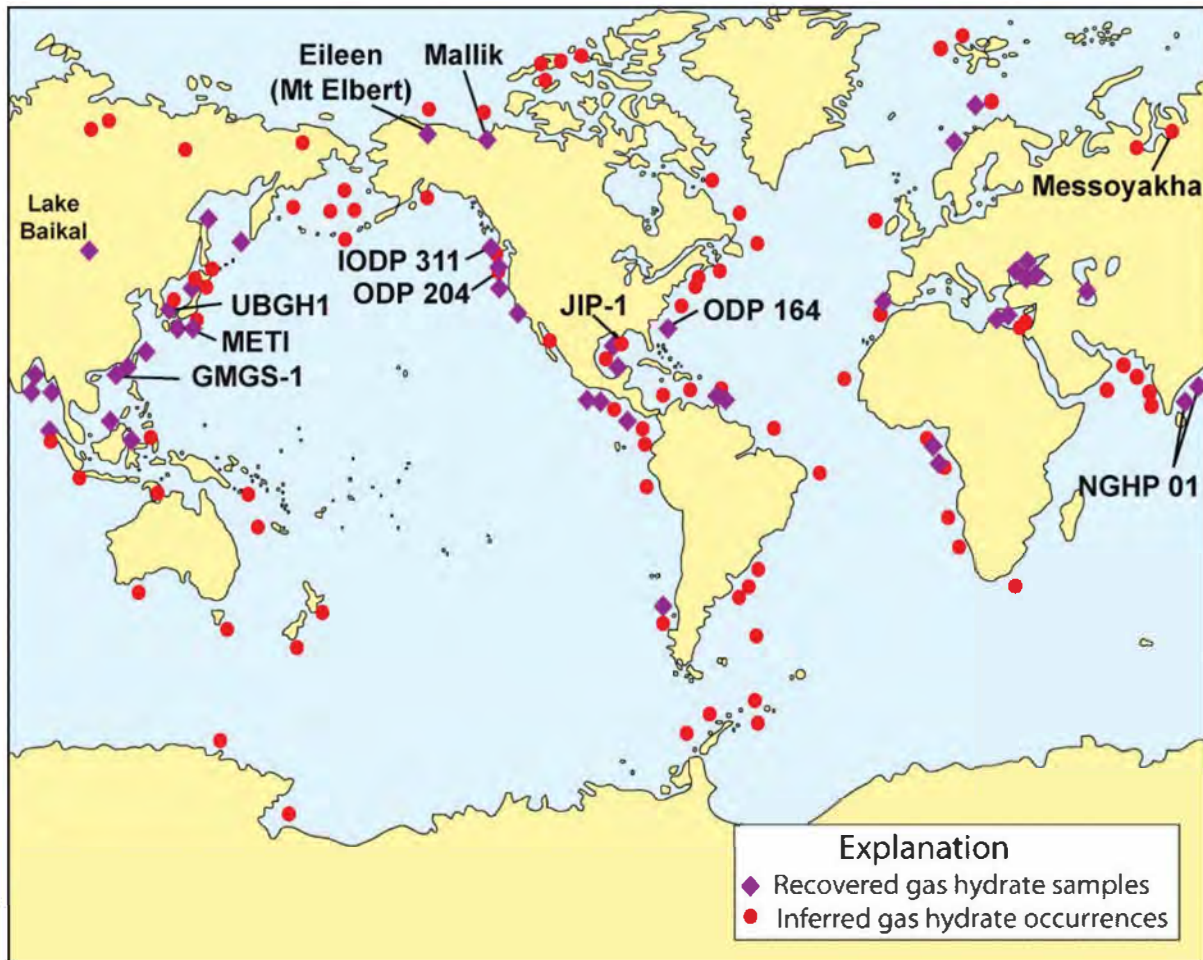 Eileen
(Mt Elbert)
Mallik
Messoyakha
Lake
Baikal
IODP 311
ODP 204
UBGH1
JIP-1
ODP 164
METI
GMGS-1
NGHP 01
Explanation
Recovered gas hydrate samples
Inferred gas hydrate occurrences